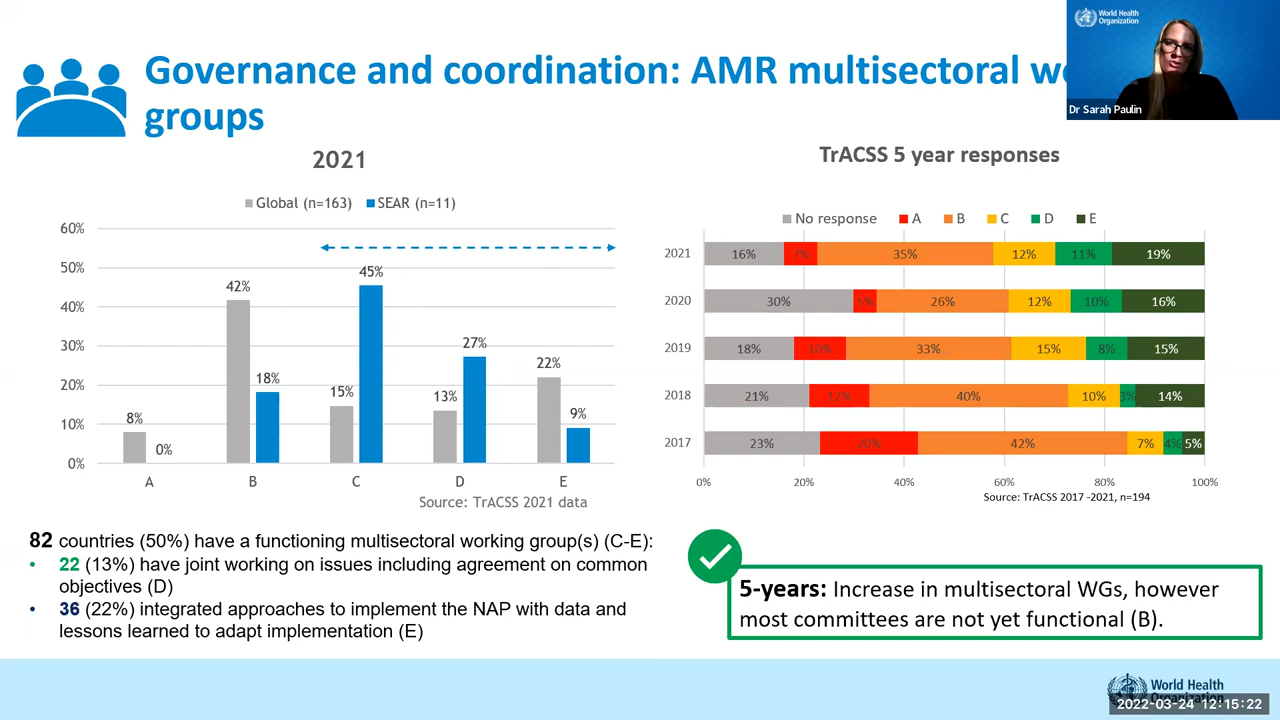 World Health
Organization
Dr Sarah Paulin
Governance and coordination: AMR multisectoral
groups
2021
Global (n=163) SEAR (n=11)
60%
50%
40%
30%
20%
10%
0%
8%
0%
42%
18%
15%
45%
13%
27%
22%
9%
A B C D E
Source: TrACSS 2021 data
TrACSS 5 year responses
No response A B C D E
2021 16% 7% 35% 12% 11% 19%
2020 30% 5% 26% 12% 10% 16%
2019 18% 10% 33% 15% 8% 15%
2018 21% 12% 40% 10% 3% 14%
2017 23% 20% 42% 7% 4% 5%
0% 20% 40% 60% 80% 100%
Source: TrACSS 2017 -2021, n=194
82 countries (50%) have a functioning multisectoral working group(s) (C-E):
• 22 (13%) have joint working on issues including agreement on common
objectives (D)
• 36 (22%) integrated approaches to implement the NAP with data and
lessons learned to adapt implementation (E)
5-years: Increase in multisectoral WGs, however
most committees are not yet functional (B).
World Health
Organization
2022-03-24 12:15:22